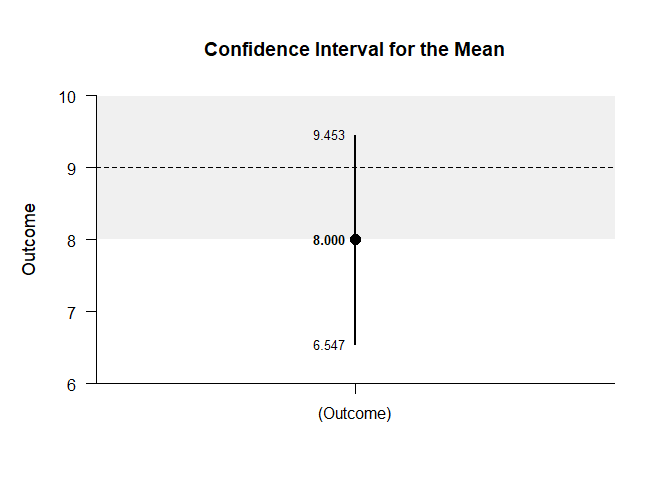 Confidence Interval for the Mean
10
9
8
7
6
Outcome
9.453
8.000
6.547
(Outcome)